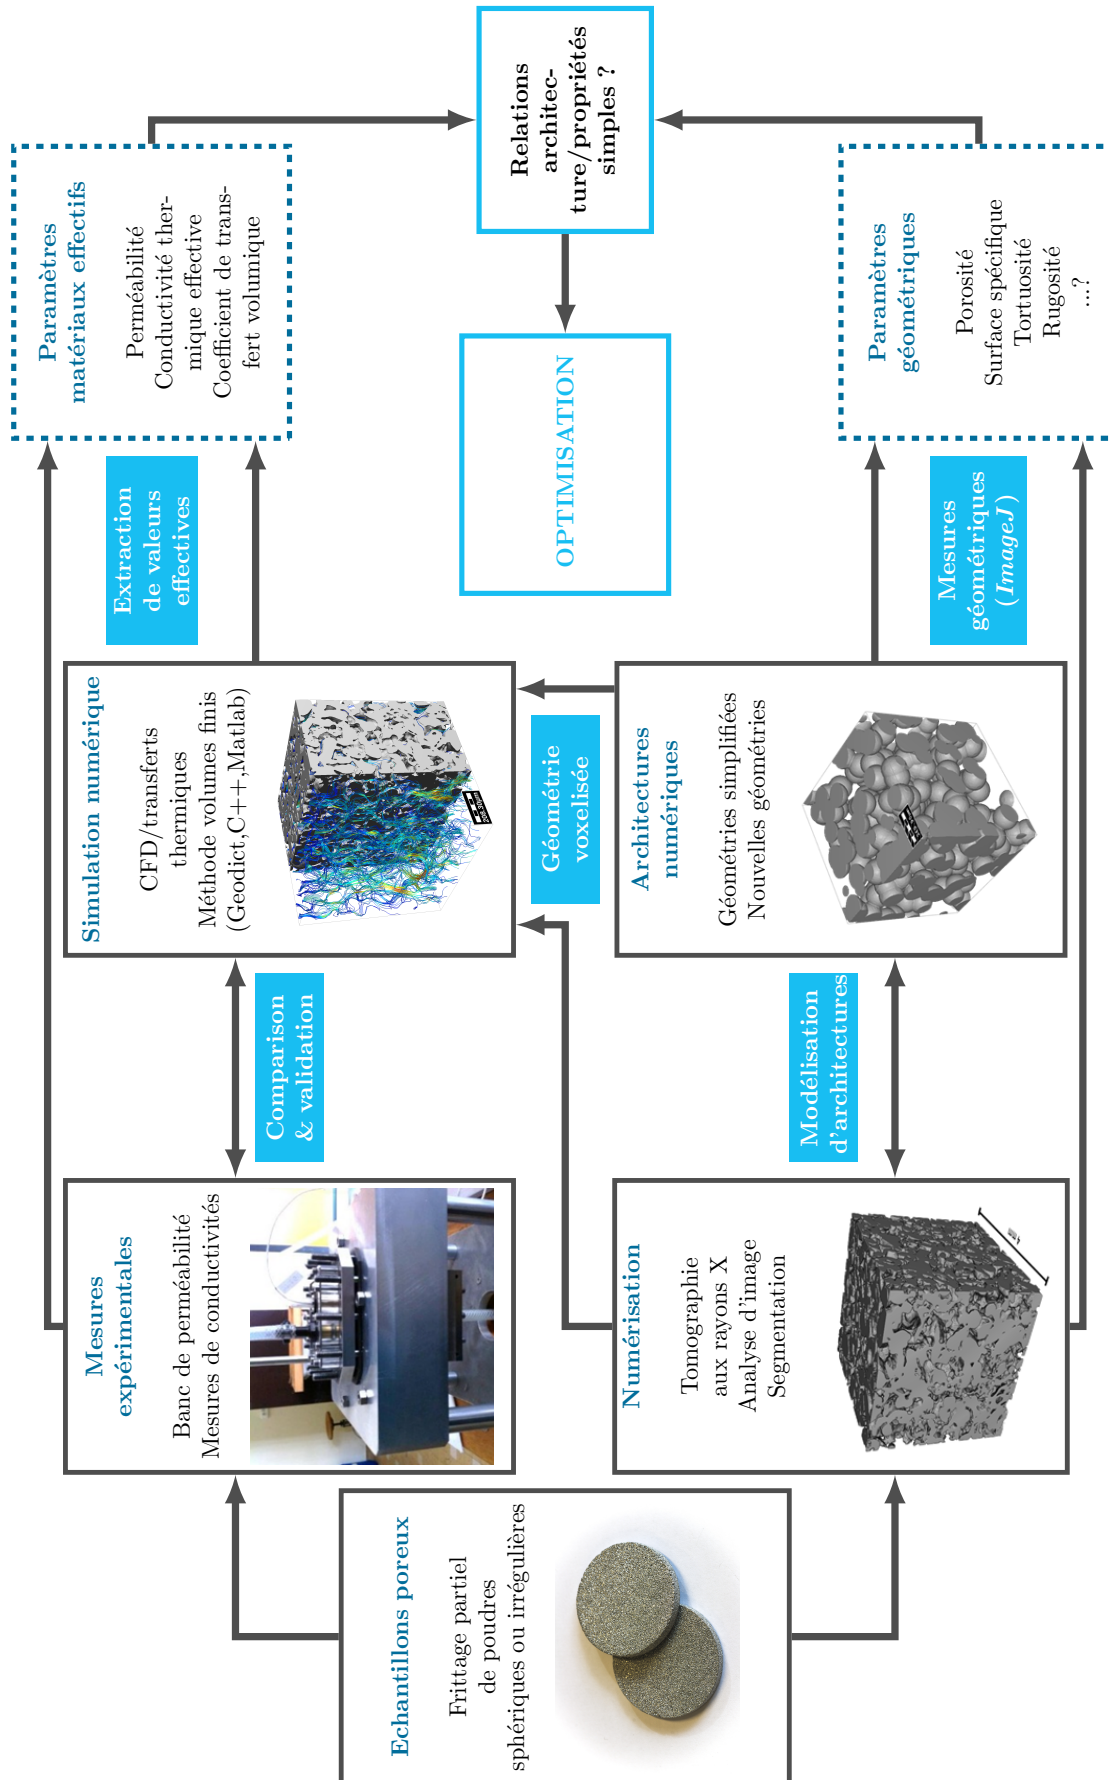 Echantillons poreux
Frittage partiel
de poudres
sphériques ou irrégulières
Mesures
expérimentales
Banc de perméabilité
Mesures de conductivités
Comparison
& validation
Simulation numérique
CFD/transferts
thermiques
Méthode volumes finis
(Geodict,C++,Matlab)
Extraction
de valeurs
effectives
Paramètres
matériaux effectifs
Perméabilité
Conductivité ther-
mique effective
Coefficient de trans-
fert volumique
Géométrie
voxelisée
OPTIMISATION
Relations
architec-
ture/propriétés
simples ?
Numérisation
Tomographie
aux rayons X
Analyse d'image
Segmentation
Modélisation
d'architectures
Architectures
numériques
Géométries simplifiées
Nouvelles géométries
Mesures
géométriques
(ImageJ)
Paramètres
géométriques
Porosité
Surface spécifique
Tortuosité
Rugosité
...?